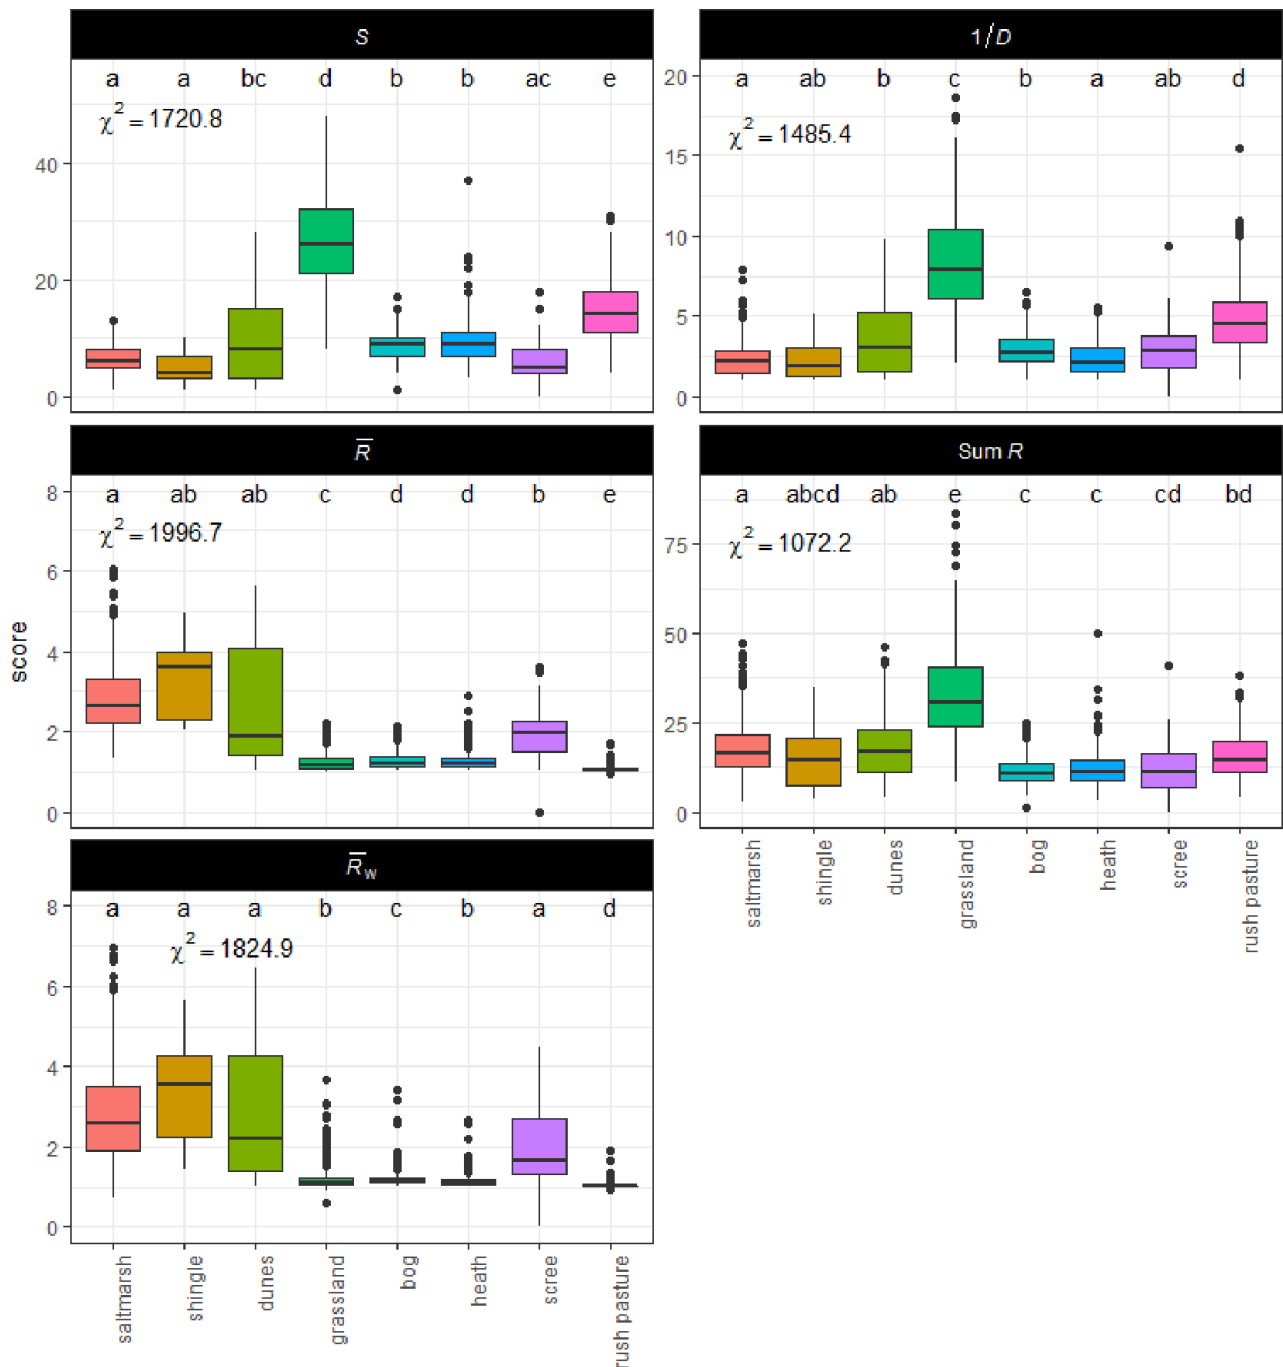 S
a a bc d b b ac e
χ² = 1720.8
40
20
0
1/D
a ab b c b a ab d
χ² = 1485.4
20
15
10
5
0
R̅
a ab ab c d d b e
χ² = 1996.7
8
6
4
2
0
Sum R
a abcd ab e c c cd bd
χ² = 1072.2
75
50
25
0
saltmarsh
shingle
dunes
grassland
bog
heath
scree
rush pasture
score
R̅w
a a a b c b a d
χ² = 1824.9
8
6
4
2
0
saltmarsh
shingle
dunes
grassland
bog
heath
scree
rush pasture